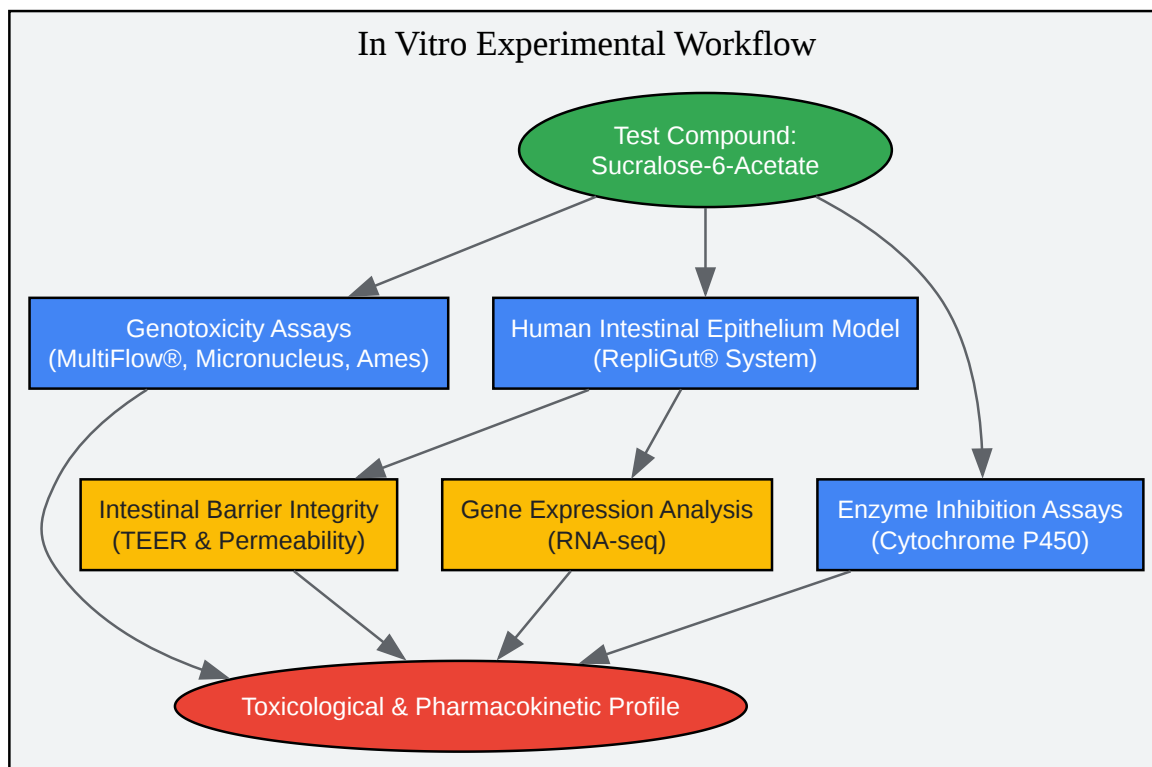 In Vitro Experimental Workflow
Test Compound:
Sucralose-6-Acetate
Genotoxicity Assays
(MultiFlow®, Micronucleus, Ames)
Human Intestinal Epithelium Model
(RepliGut® System)
Intestinal Barrier Integrity
(TEER & Permeability)
Gene Expression Analysis
(RNA-seq)
Enzyme Inhibition Assays
(Cytochrome P450)
Toxicological & Pharmacokinetic Profile